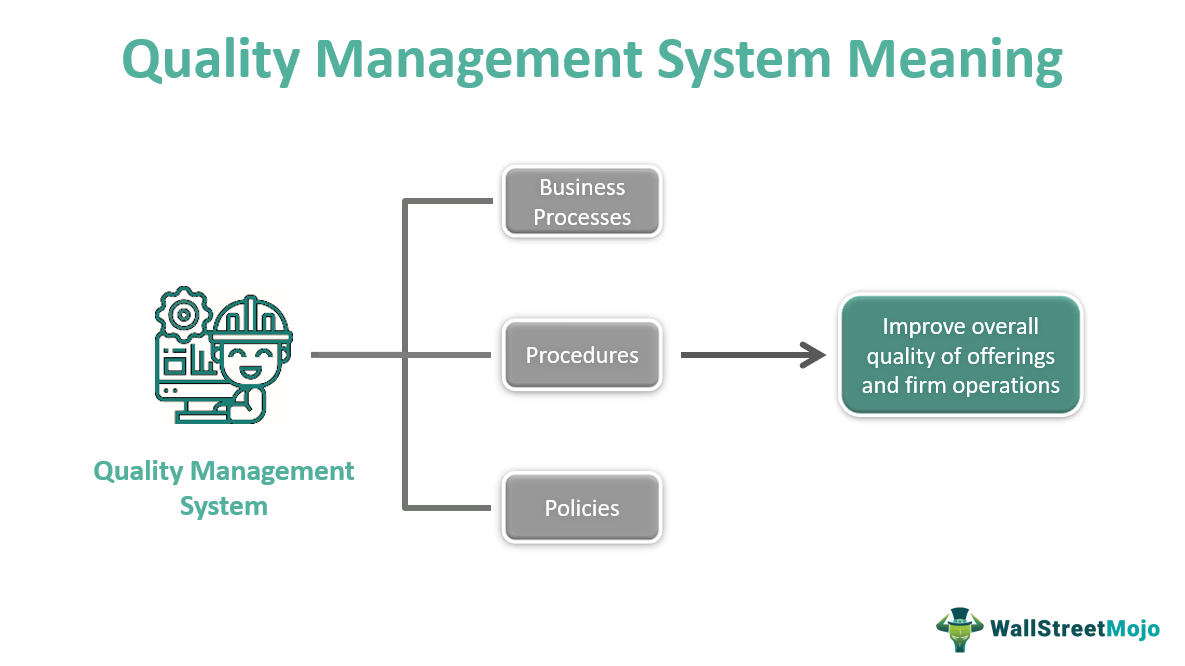 Quality Management System Meaning
Business
Processes
Procedures
Policies
Quality Management
System
Improve overall
quality of offerings
and firm operations
WallStreetMojo